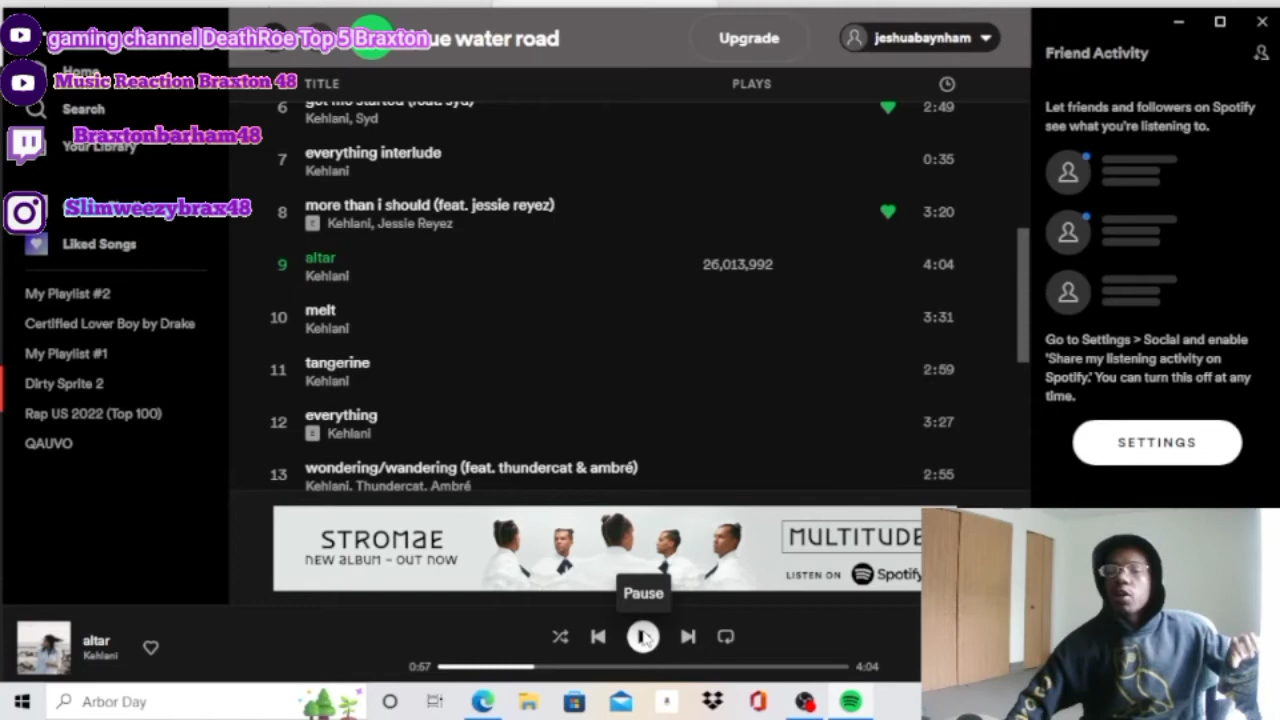 gaming channel DeathRoe Top 5 Braxton
ue water road
Upgrade
jeshuabaynham
Friend Activity
Home
Music Reaction Braxton 48
TITLE
PLAYS
Search
Braxtonbarham48
Your Library
Slimweezybrax48
Liked Songs
My Playlist #2
Certified Lover Boy by Drake
My Playlist #1
Dirty Sprite 2
Rap US 2022 (Top 100)
QAUVO
6 got me started (feat. syd) 2:49
Kehlani, Syd
7 everything interlude 0:35
Kehlani
8 more than i should (feat. jessie reyez) 3:20
E Kehlani, Jessie Reyez
9 altar 26,013,992 4:04
Kehlani
10 melt 3:31
Kehlani
11 tangerine 2:59
Kehlani
12 everything 3:27
E Kehlani
13 wondering/wandering (feat. thundercat & ambré) 2:55
Kehlani, Thundercat, Ambré
Let friends and followers on Spotify
see what you're listening to.
Go to Settings > Social and enable
'Share my listening activity on
Spotify.' You can turn this off at any
time.
SETTINGS
STROMAE
NEW ALBUM - OUT NOW
MULTITUDE
LISTEN ON Spotify
Pause
altar
Kehlani
0:57
4:04
Arbor Day